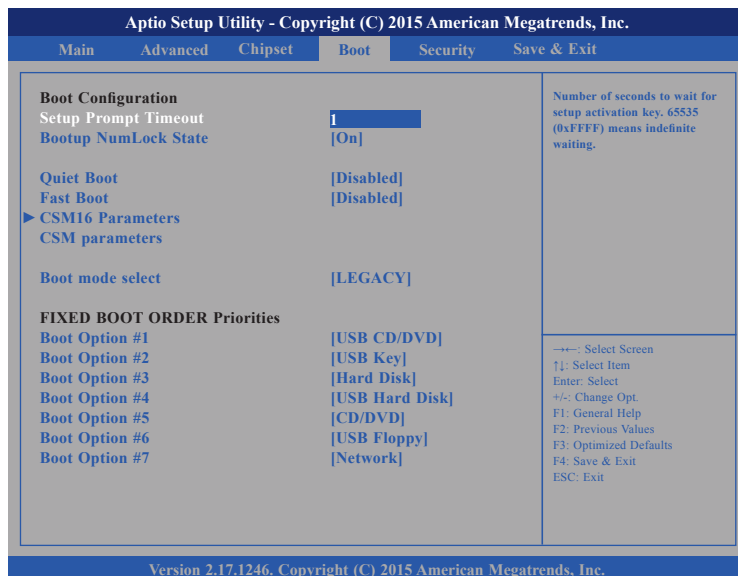 Aptio Setup Utility - Copyright (C) 2015 American Megatrends, Inc.
Main Advanced Chipset Boot Security Save & Exit
Boot Configuration
Setup Prompt Timeout 1
Bootup NumLock State [On]
Quiet Boot [Disabled]
Fast Boot [Disabled]
► CSM16 Parameters
CSM parameters
Boot mode select [LEGACY]
FIXED BOOT ORDER Priorities
Boot Option #1 [USB CD/DVD]
Boot Option #2 [USB Key]
Boot Option #3 [Hard Disk]
Boot Option #4 [USB Hard Disk]
Boot Option #5 [CD/DVD]
Boot Option #6 [USB Floppy]
Boot Option #7 [Network]
Number of seconds to wait for
setup activation key. 65535
(0xFFFF) means indefinite
waiting.
→←: Select Screen
↑↓: Select Item
Enter: Select
+/-: Change Opt.
F1: General Help
F2: Previous Values
F3: Optimized Defaults
F4: Save & Exit
ESC: Exit
Version 2.17.1246. Copyright (C) 2015 American Megatrends, Inc.